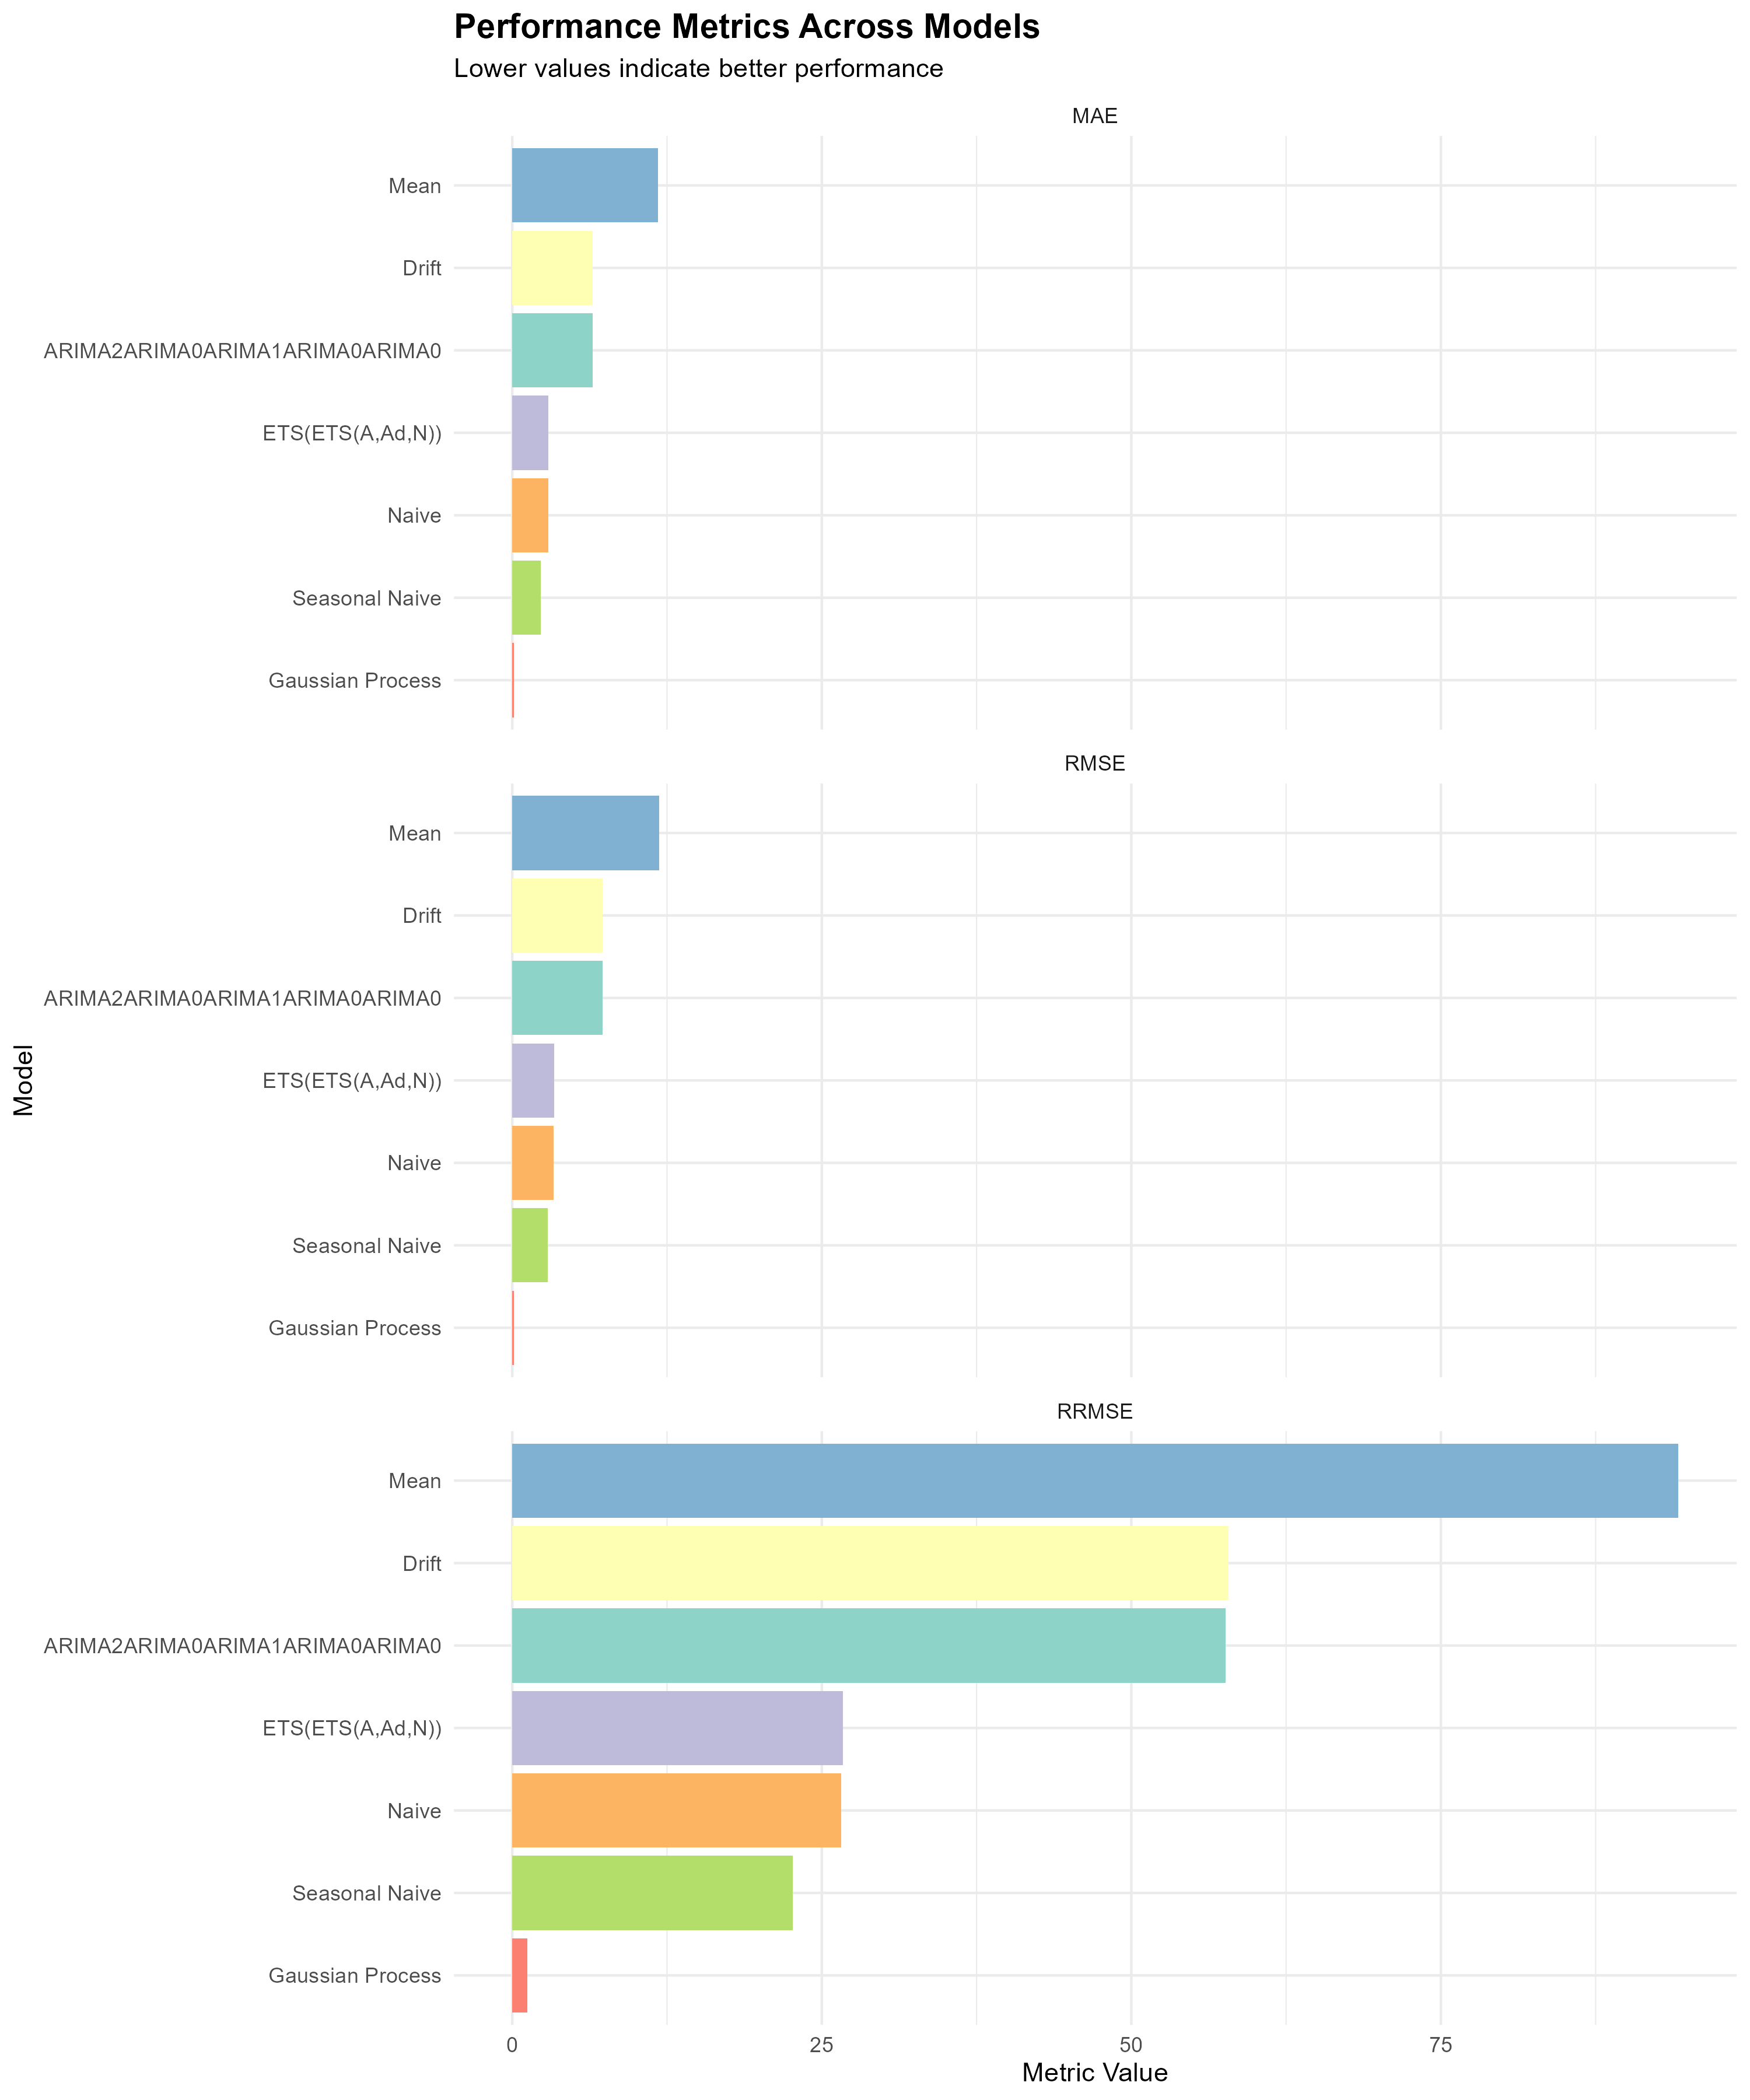 Performance Metrics Across Models
Lower values indicate better performance
MAE
Mean
Drift
ARIMA2ARIMA0ARIMA1ARIMA0ARIMA0
ETS(ETS(A,Ad,N))
Naive
Seasonal Naive
Gaussian Process
RMSE
Mean
Drift
ARIMA2ARIMA0ARIMA1ARIMA0ARIMA0
ETS(ETS(A,Ad,N))
Naive
Seasonal Naive
Gaussian Process
Model
RRMSE
Mean
Drift
ARIMA2ARIMA0ARIMA1ARIMA0ARIMA0
ETS(ETS(A,Ad,N))
Naive
Seasonal Naive
Gaussian Process
0 25 50 75
Metric Value